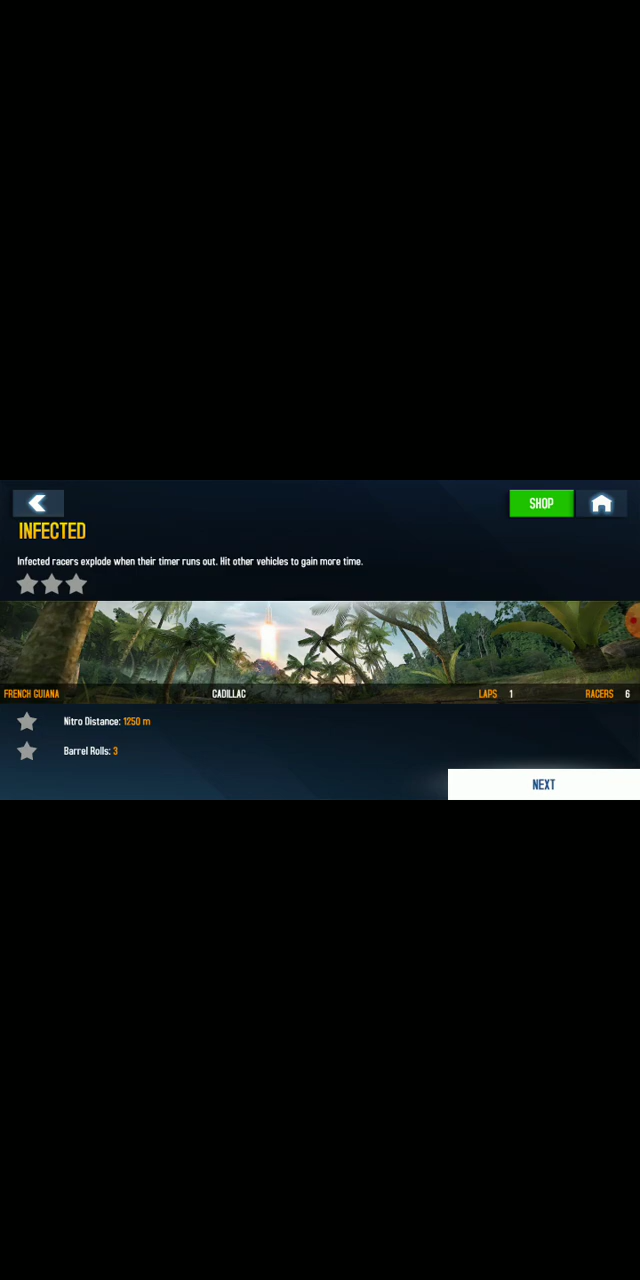 SHOP
INFECTED
Infected racers explode when their timer runs out. Hit other vehicles to gain more time.
FRENCH GUIANA CADILLAC LAPS 1 RACERS 6
Nitro Distance: 1250 m
Barrel Rolls: 3
NEXT